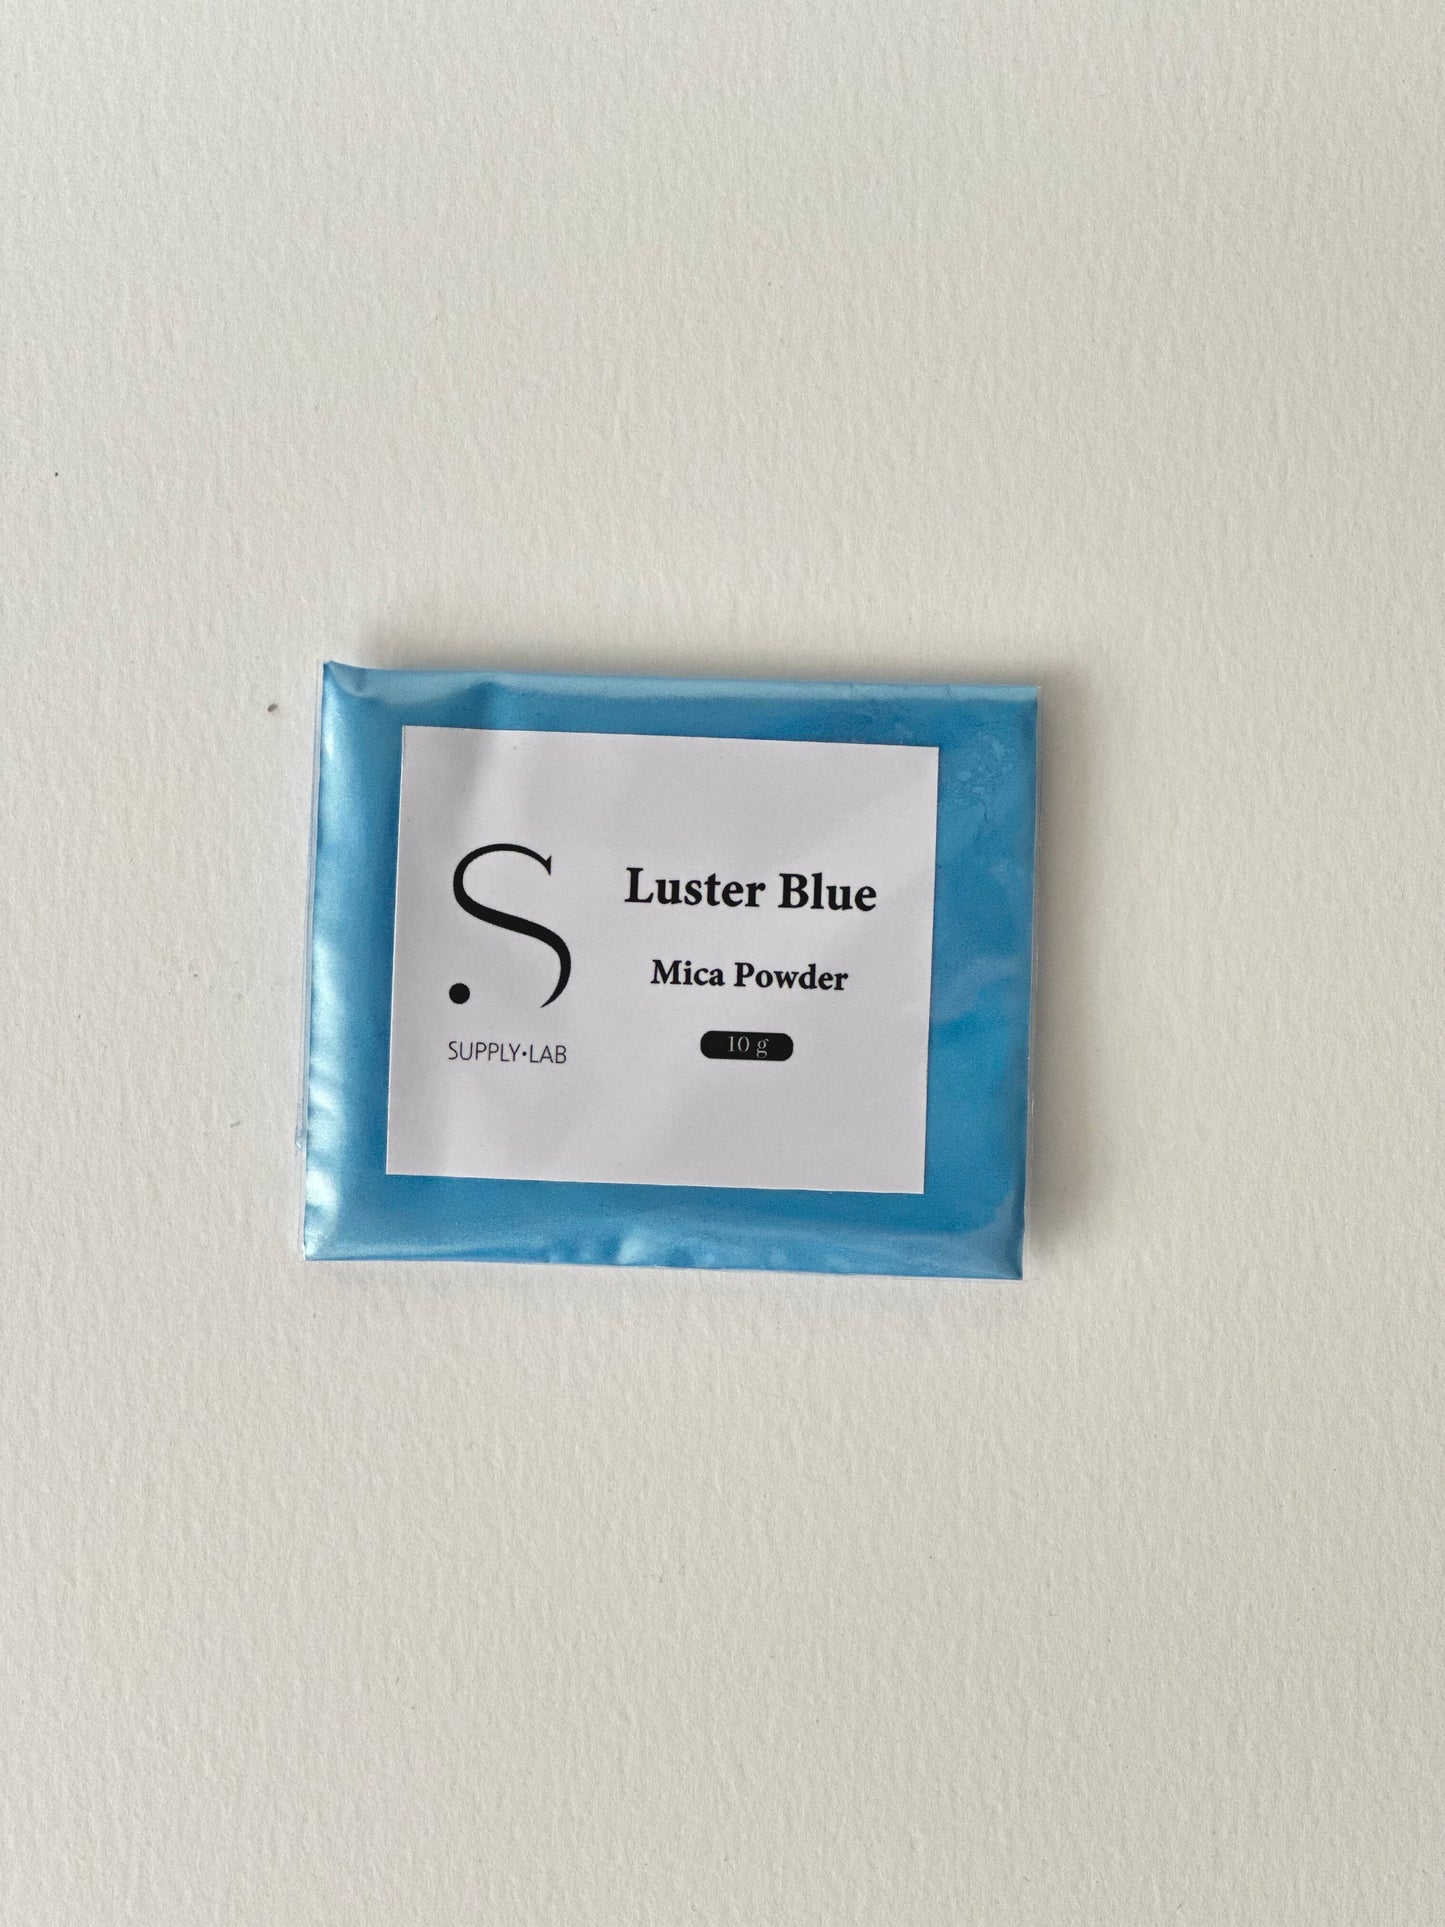 S
SUPPLY·LAB
Luster Blue
Mica Powder
10 g